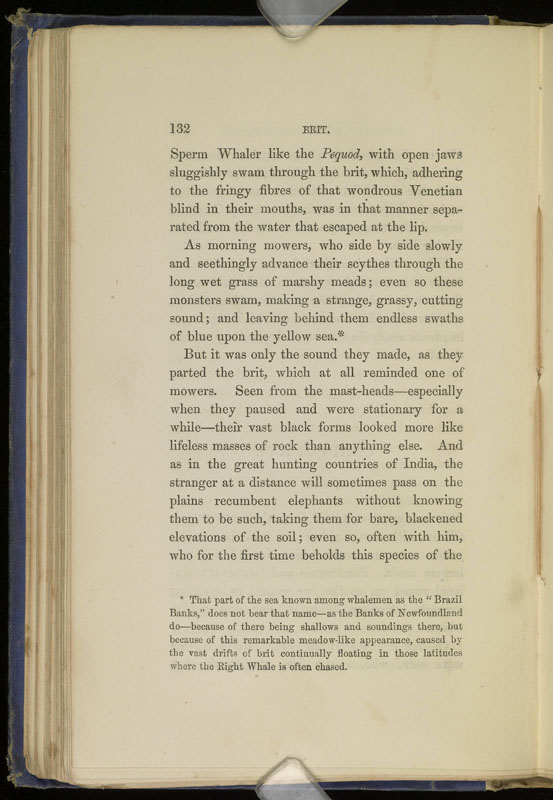 132 BRIT.
Sperm Whaler like the Pequod, with open jaws
sluggishly swam through the brit, which, adhering
to the fringy fibres of that wondrous Venetian
blind in their mouths, was in that manner sepa-
rated from the water that escaped at the lip.
As morning mowers, who side by side slowly
and seethingly advance their scythes through the
long wet grass of marshy meads; even so these
monsters swam, making a strange, grassy, cutting
sound; and leaving behind them endless swaths
of blue upon the yellow sea.*
But it was only the sound they made, as they
parted the brit, which at all reminded one of
mowers. Seen from the mast-heads—especially
when they paused and were stationary for a
while—their vast black forms looked more like
lifeless masses of rock than anything else. And
as in the great hunting countries of India, the
stranger at a distance will sometimes pass on the
plains recumbent elephants without knowing
them to be such, taking them for bare, blackened
elevations of the soil; even so, often with him,
who for the first time beholds this species of the
* That part of the sea known among whalemen as the "Brazil
Banks," does not bear that name—as the Banks of Newfoundland
do—because of there being shallows and soundings there, but
because of this remarkable meadow-like appearance, caused by
the vast drifts of brit continually floating in those latitudes
where the Right Whale is often chased.